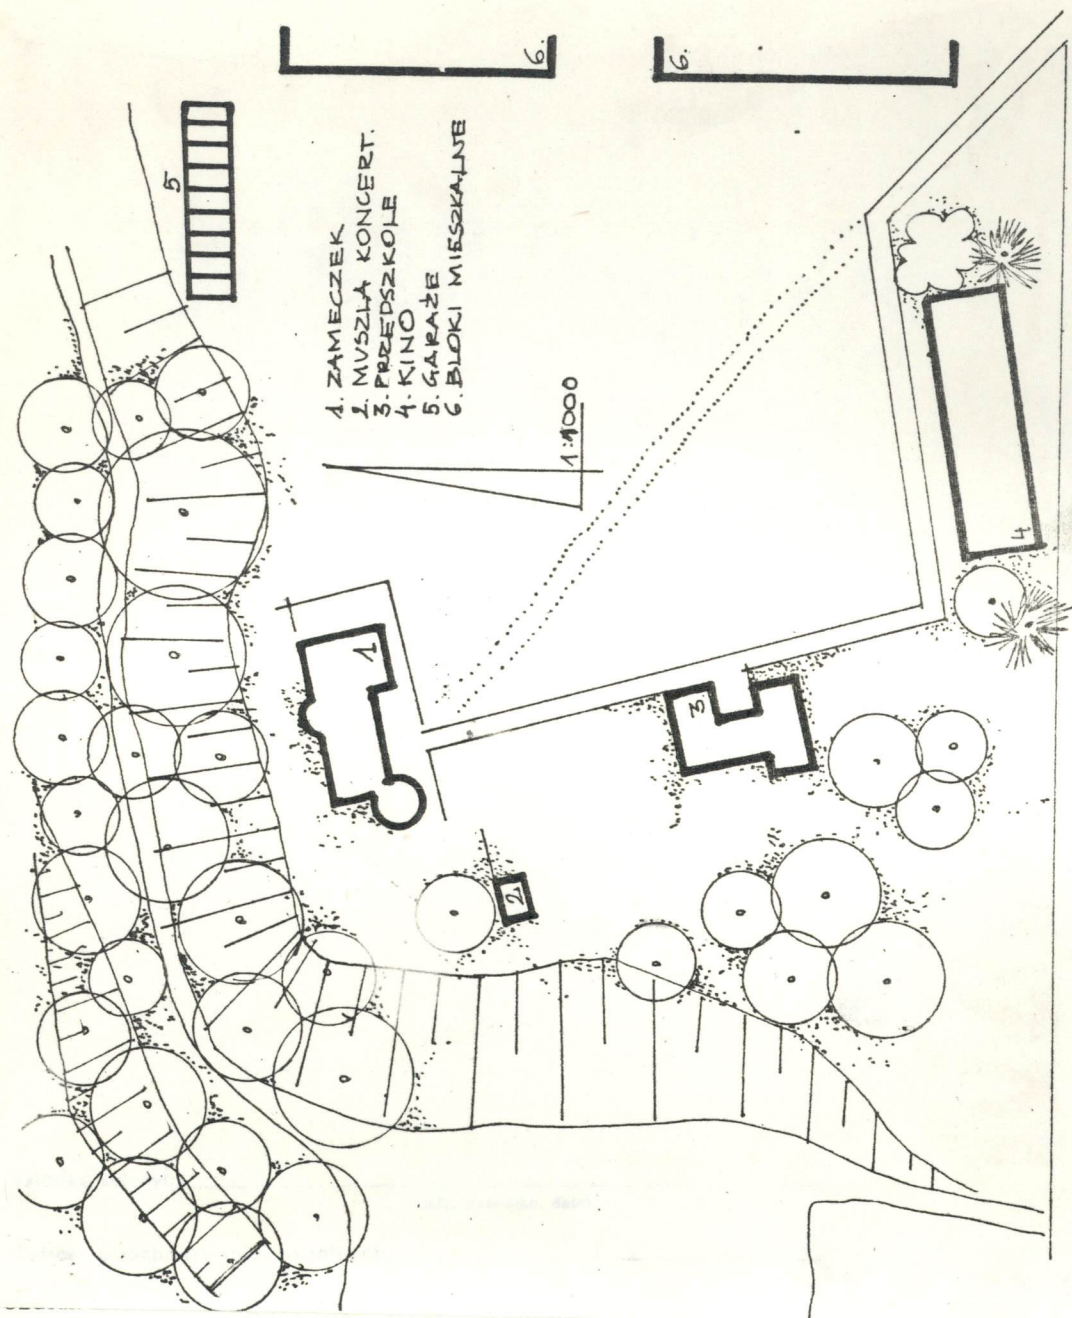 1. ZAMECZEK
2. MUSZLA KONCERT.
3. PRZEDSZKOLE
4. KINO
5. GARAŻE
6. BLOKI MIESZKALNE
1:1000
5
6.
6.
1
2
3
4